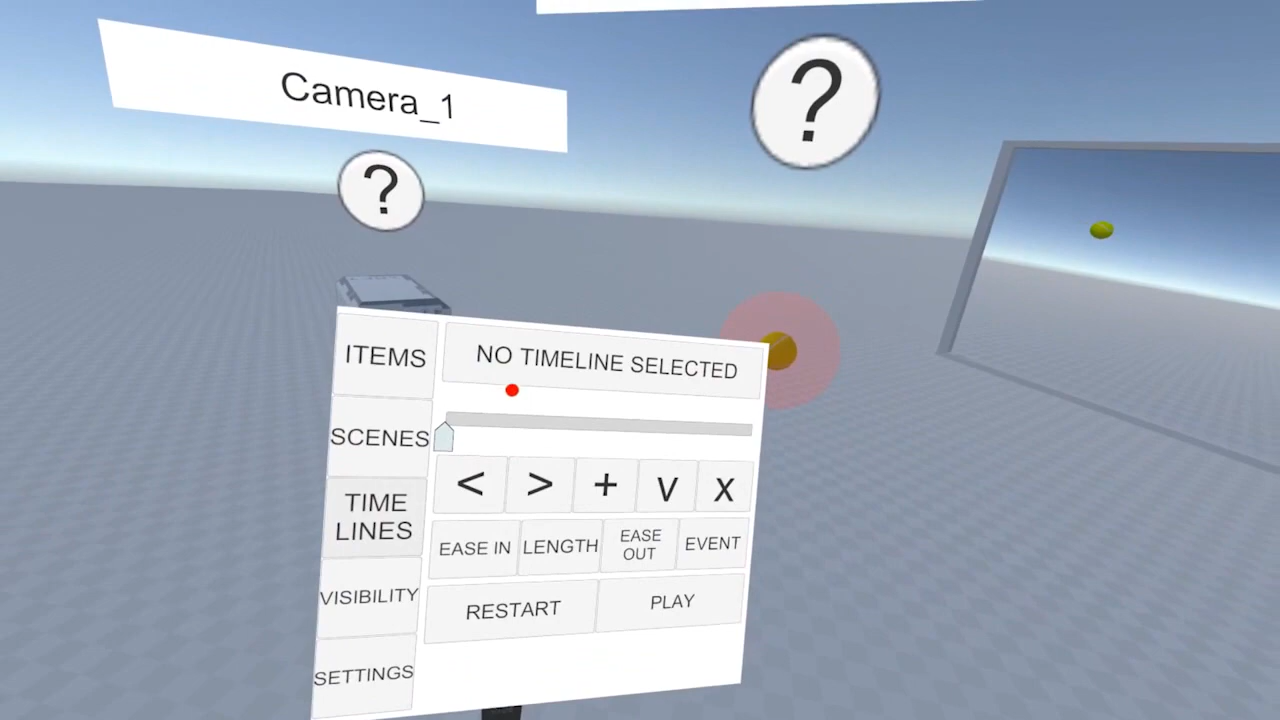 Camera_1
?
?
ITEMS
NO TIMELINE SELECTED
SCENES
< > + v x
TIME
LINES
EASE IN
LENGTH
EASE
OUT
EVENT
VISIBILITY
RESTART
PLAY
SETTINGS